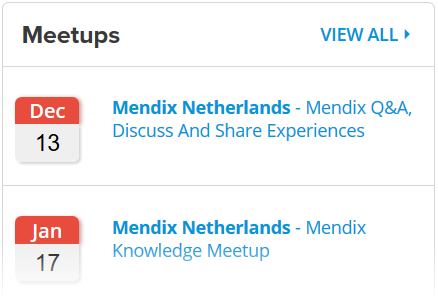 Meetups
VIEW ALL
Dec
13
Mendix Netherlands - Mendix Q&A,
Discuss And Share Experiences
Jan
17
Mendix Netherlands - Mendix
Knowledge Meetup